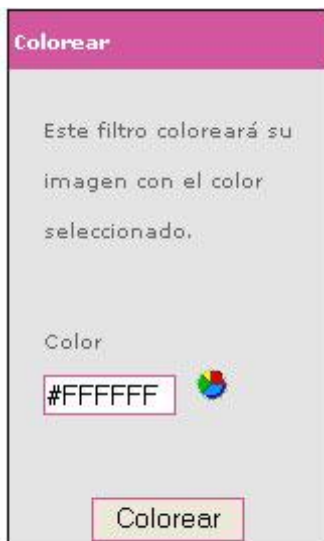 Colorear
Este filtro coloreará su
imagen con el color
seleccionado.
Color
#FFFFFF
Colorear